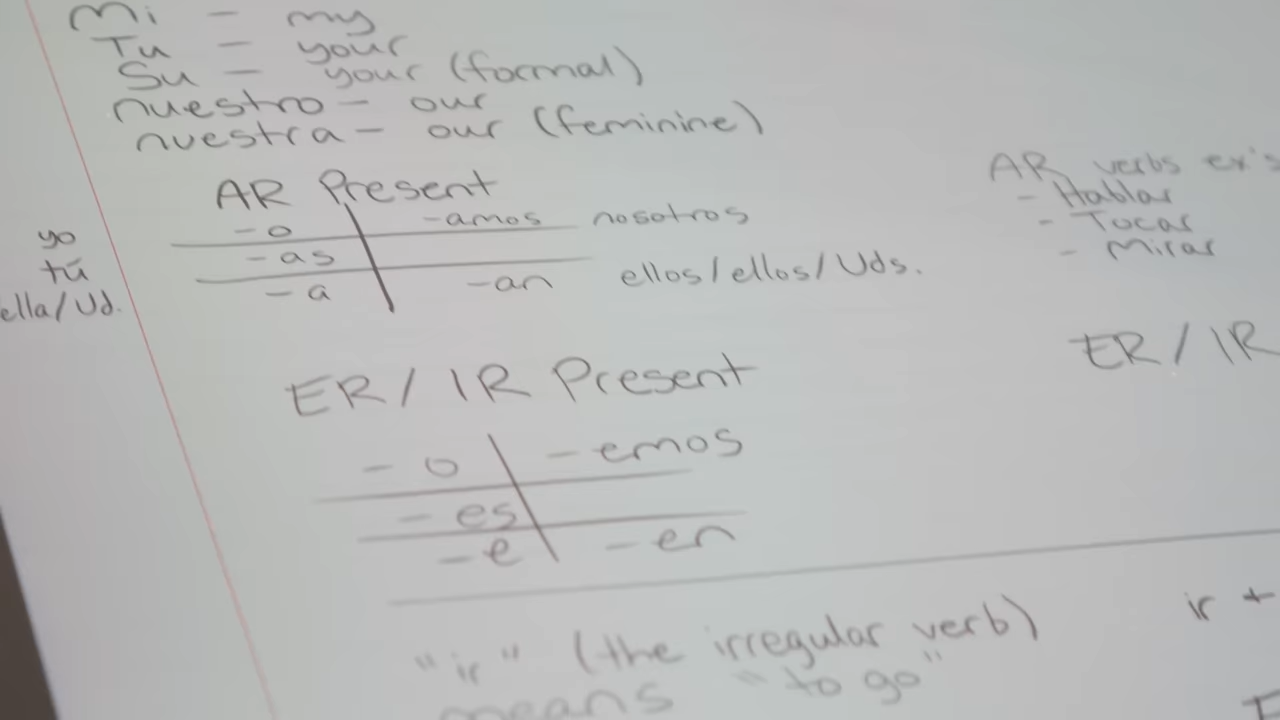 Mi - my
Tu - your
Su - your (formal)
nuestro - our
nuestra - our (feminine)
AR Present
-o -amos nosotros
yo
-as
tú
-a -an ellos/ellos/Uds.
ella/Ud.
AR verbs ex's
- Hablar
- Tocar
- Mirar
ER/IR Present
ER/IR
-o -emos
-es
-e -en
"ir" (the irregular verb)
means "to go"
ir +